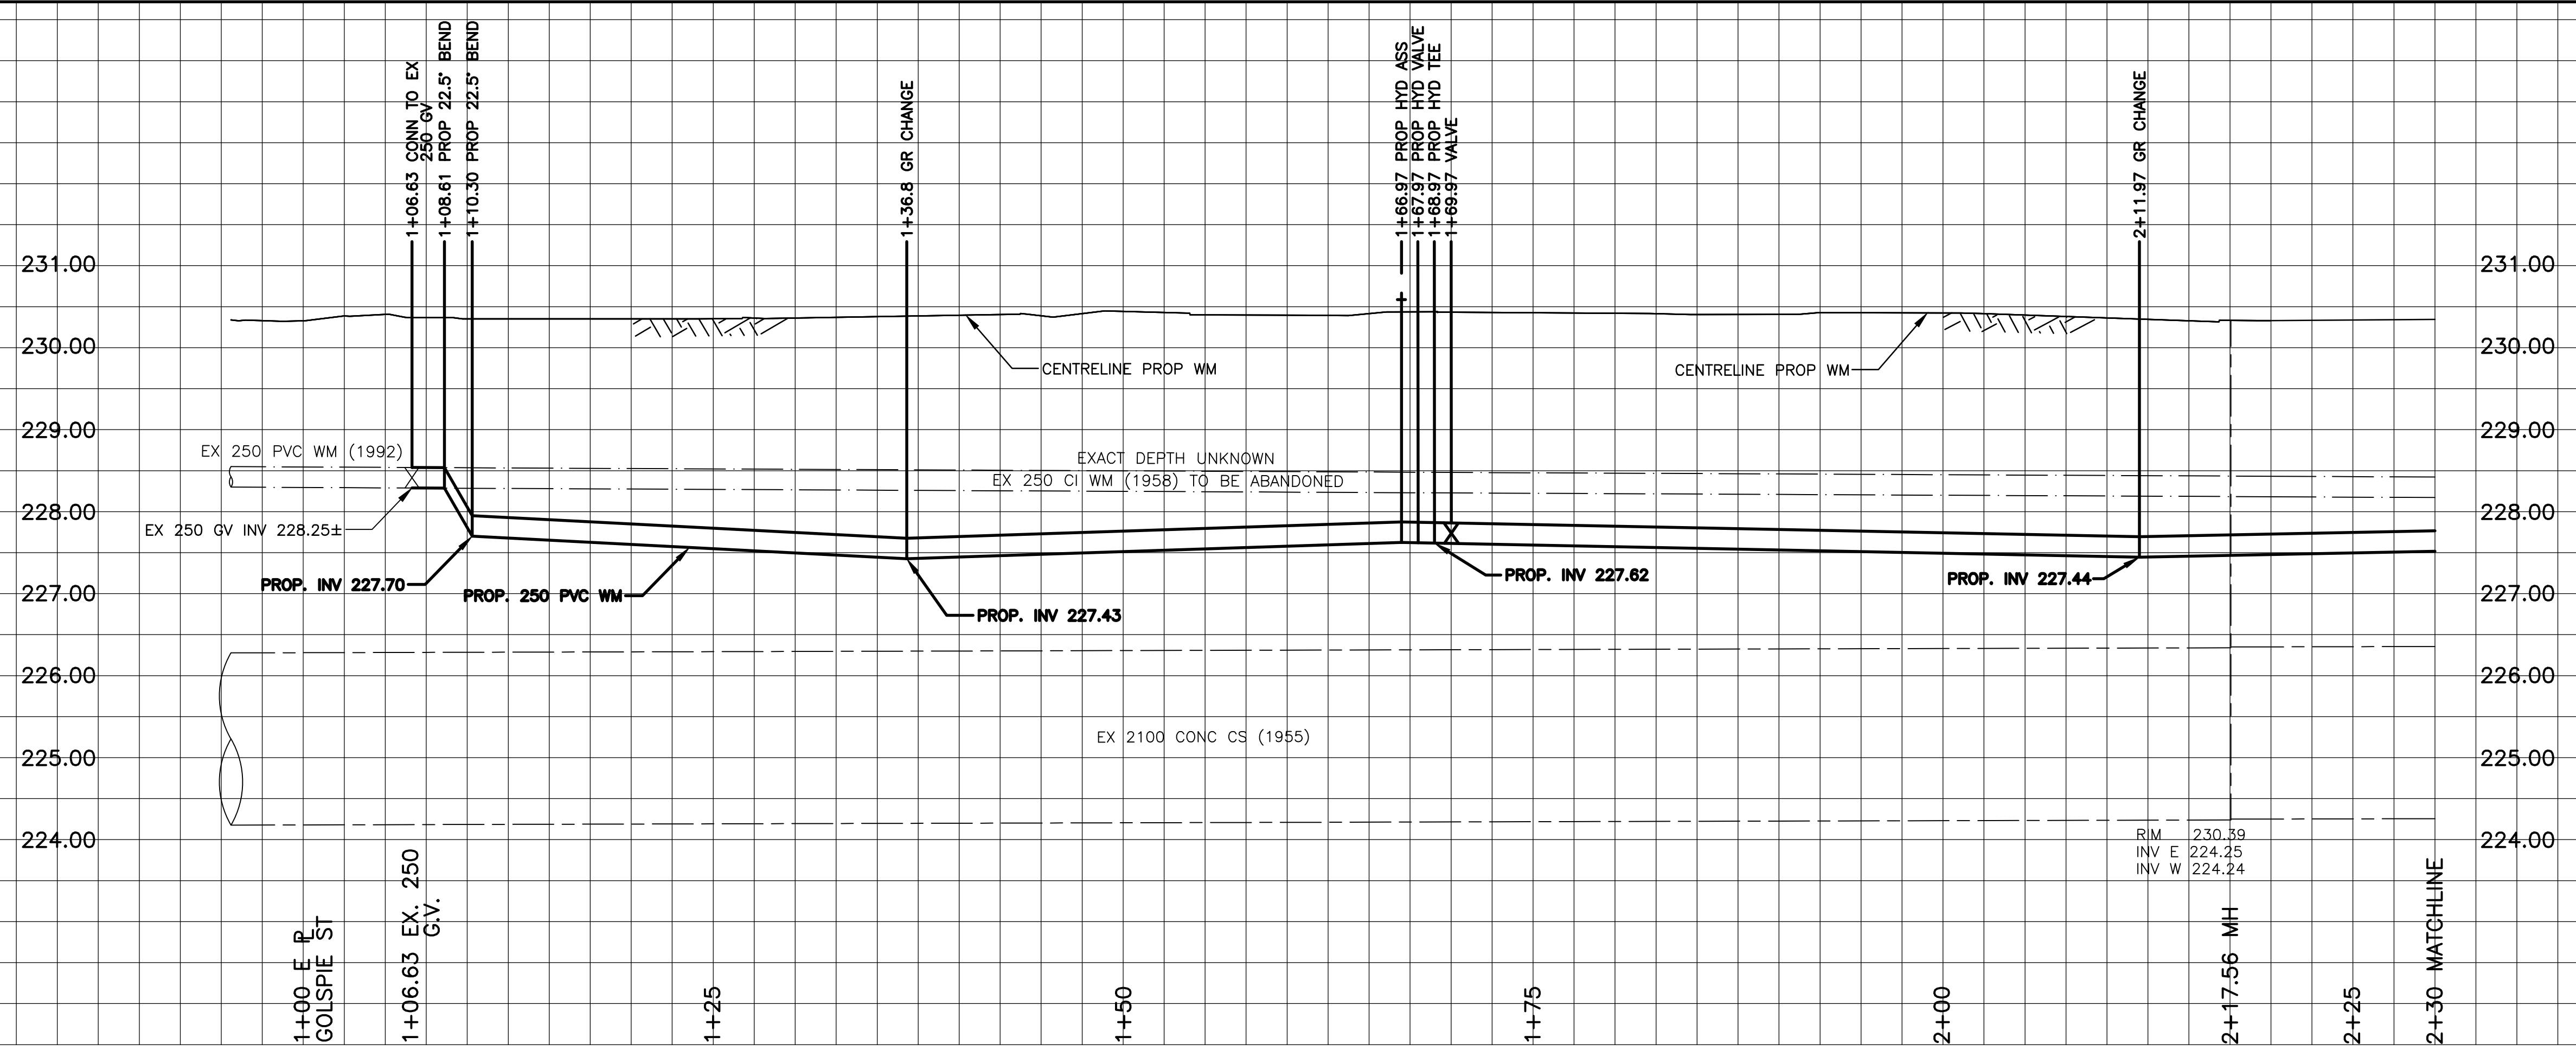 1+06.63 CONN TO EX
250 GV
1+08.61 PROP 22.5° BEND
1+10.30 PROP 22.5° BEND
1+36.8 GR CHANGE
1+66.97 PROP HYD ASS
1+67.97 PROP HYD VALVE
1+68.97 PROP HYD TEE
1+69.97 VALVE
2+11.97 GR CHANGE
231.00
231.00
230.00
230.00
CENTRELINE PROP WM
CENTRELINE PROP WM
229.00
229.00
EX 250 PVC WM (1992)
EXACT DEPTH UNKNOWN
EX 250 CI WM (1958) TO BE ABANDONED
228.00
228.00
EX 250 GV INV 228.25±
PROP. INV 227.70
PROP. 250 PVC WM
PROP. INV 227.43
PROP. INV 227.62
PROP. INV 227.44
227.00
227.00
226.00
226.00
EX 2100 CONC CS (1955)
225.00
225.00
224.00
224.00
RIM 230.39
INV E 224.25
INV W 224.24
1+00 E PL
GOLSPIE ST
1+06.63 EX. 250
G.V.
1+25
1+50
1+75
2+00
2+17.56 MH
2+25
2+30 MATCHLINE